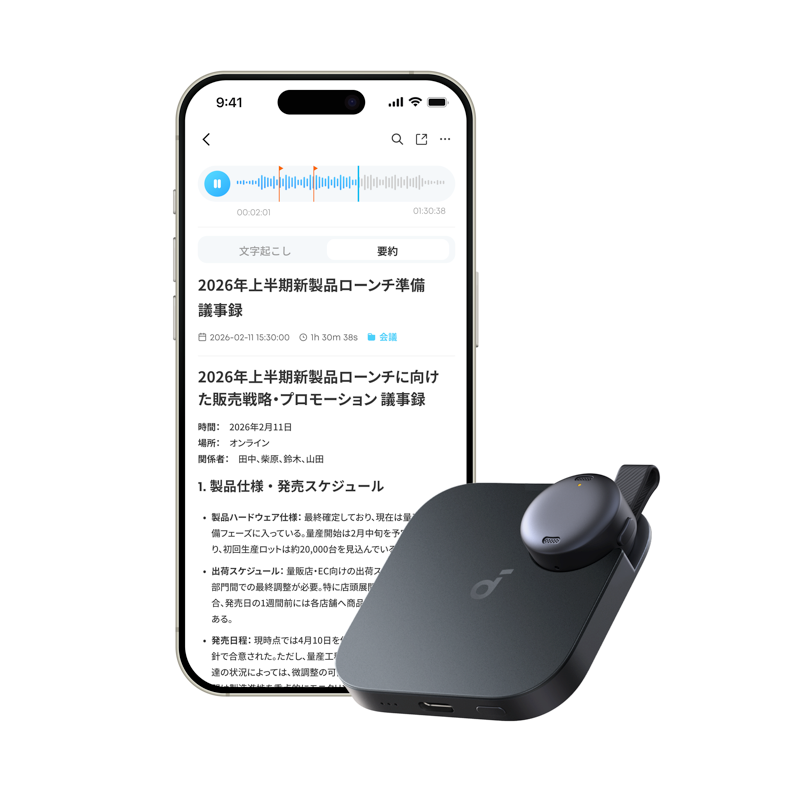 9:41
00:02:01
01:30:38
文字起こし
要約
2026年上半期新製品ローンチ準備
議事録
2026-02-11 15:30:00
1h 30m 38s
会議
2026年上半期新製品ローンチに向け
た販売戦略・プロモーション 議事録
時間： 2026年2月11日
場所： オンライン
関係者： 田中、柴原、鈴木、山田
1. 製品仕様・発売スケジュール
• 製品ハードウェア仕様：最終確定しており、現在は量
備フェーズに入っている。量産開始は2月中旬を予
り、初回生産ロットは約20,000台を見込んでい
• 出荷スケジュール：量販店・EC向けの出荷ス
部門間での最終調整が必要。特に店頭展
合、発売日の1週間前には各店舗へ商品
ある。
• 発売日程：現時点では4月10日を
針で合意された。ただし、量産工
達の状況によっては、微調整の可